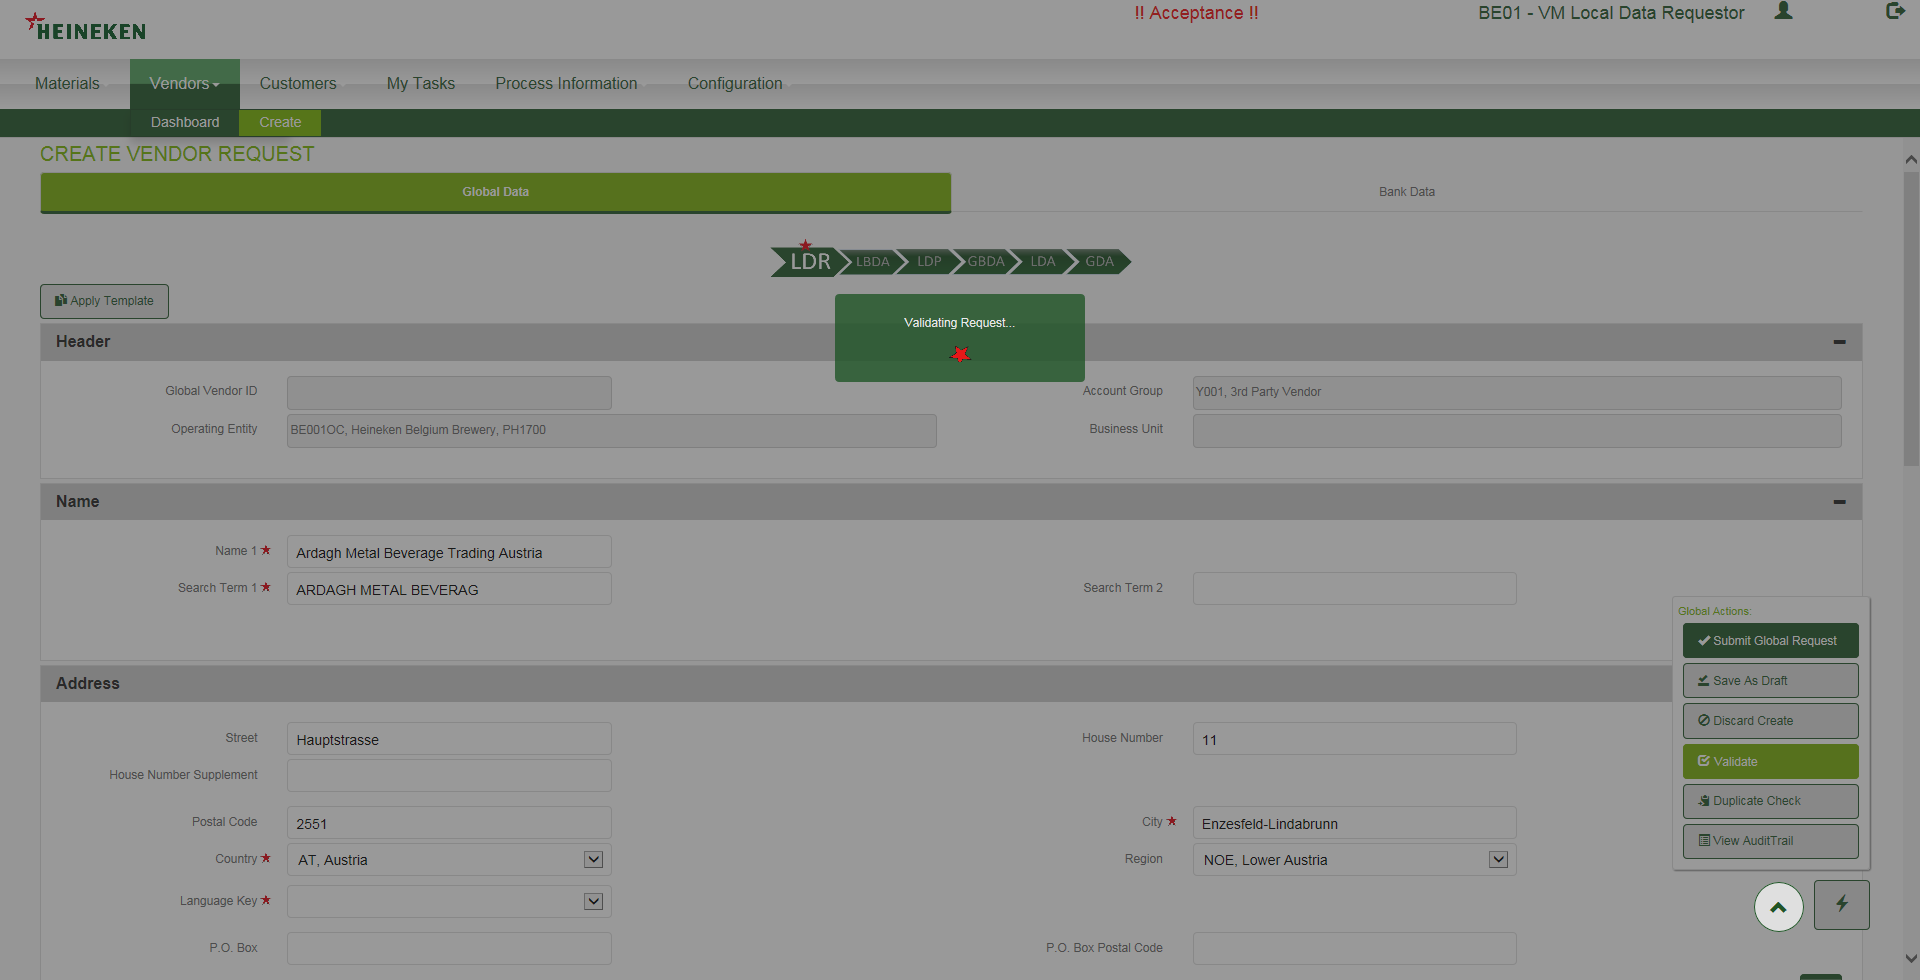 HEINEKEN
!! Acceptance !!
BE01 - VM Local Data Requestor
Materials
Vendors
Customers
My Tasks
Process Information
Configuration
Dashboard
Create
CREATE VENDOR REQUEST
Global Data
Bank Data
LDR
LBDA
LDP
GBDA
LDA
GDA
Apply Template
Validating Request...
Header
Global Vendor ID
Account Group
Y001, 3rd Party Vendor
Operating Entity
BE001OC, Heineken Belgium Brewery, PH1700
Business Unit
Name
Name 1
Ardagh Metal Beverage Trading Austria
Search Term 1
ARDAGH METAL BEVERAG
Search Term 2
Global Actions:
Submit Global Request
Save As Draft
Discard Create
Validate
Duplicate Check
View AuditTrail
Address
Street
Hauptstrasse
House Number
11
House Number Supplement
Postal Code
2551
City
Enzesfeld-Lindabrunn
Country
AT, Austria
Region
NOE, Lower Austria
Language Key
P.O. Box
P.O. Box Postal Code